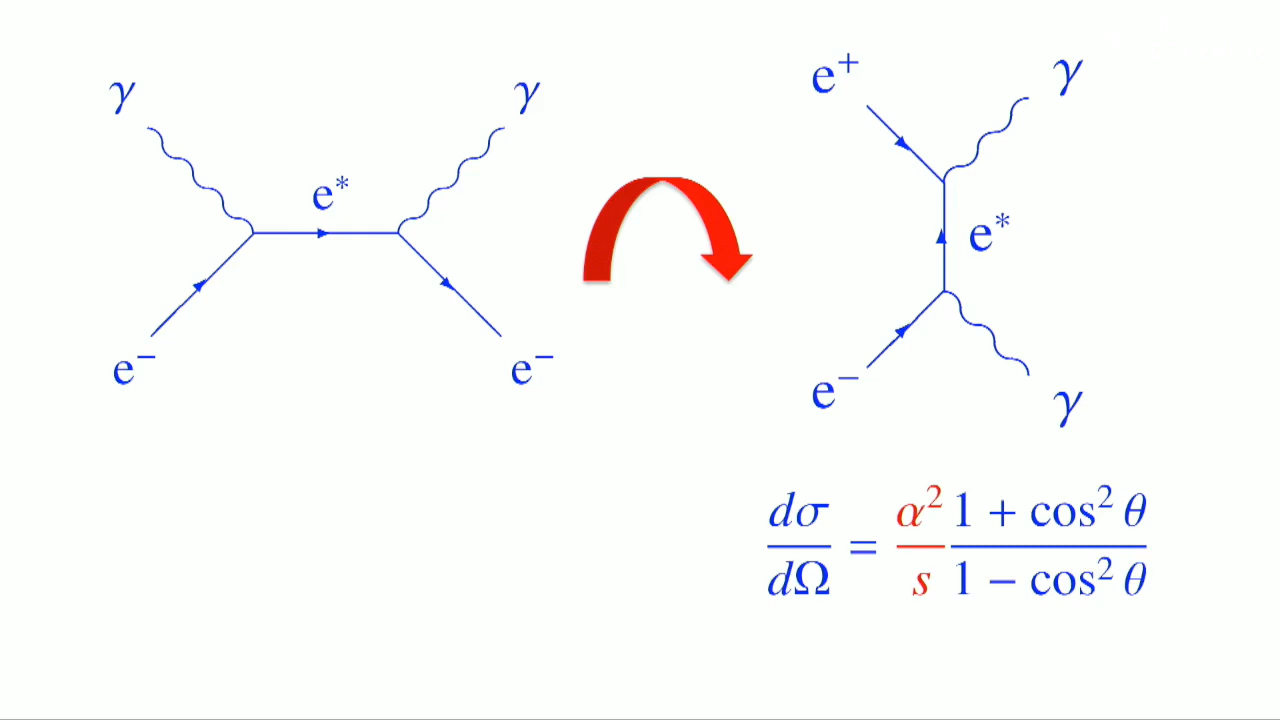 γ γ
e*
e⁻ e⁻
e⁺ γ
e*
e⁻ γ
dσ/dΩ = α²/s (1 + cos² θ)/(1 − cos² θ)